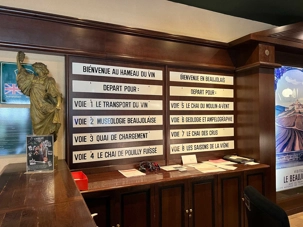 BIENVENUE AU HAMEAU DU VIN
DEPART POUR :
VOIE 1 LE TRANSPORT DU VIN
VOIE 2 MUSEOLOGIE BEAUJOLAISE
VOIE 3 QUAI DE CHARGEMENT
VOIE 4 LE CHAI DE POUILLY FUISSE
BIENVENUE EN BEAUJOLAIS
DEPART POUR :
VOIE 5 LE CHAI DU MOULIN A VENT
VOIE 6 GEOLOGIE ET AMPELOGRAPHIE
VOIE 7 LE CHAI DES CRUS
VOIE 8 LES SAISONS DE LA VIGNE
LE BEAUJ